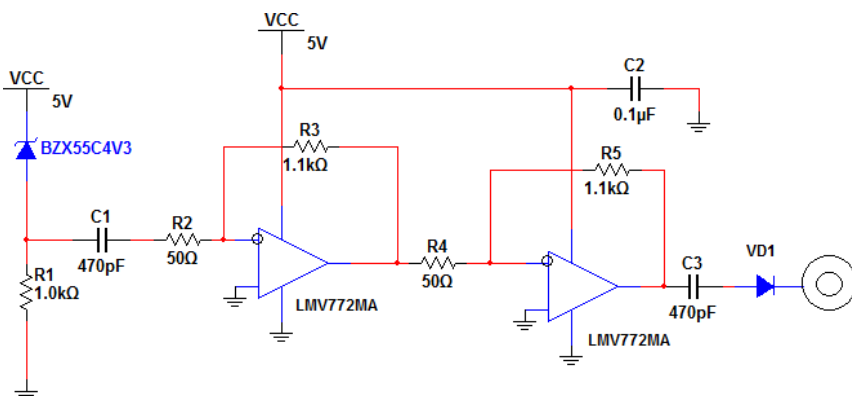 VCC
5V
VCC
5V
C2
0.1µF
BZX55C4V3
R3
1.1kΩ
R5
1.1kΩ
C1
470pF
R2
50Ω
R4
50Ω
C3
470pF
VD1
R1
1.0kΩ
LMV772MA
LMV772MA